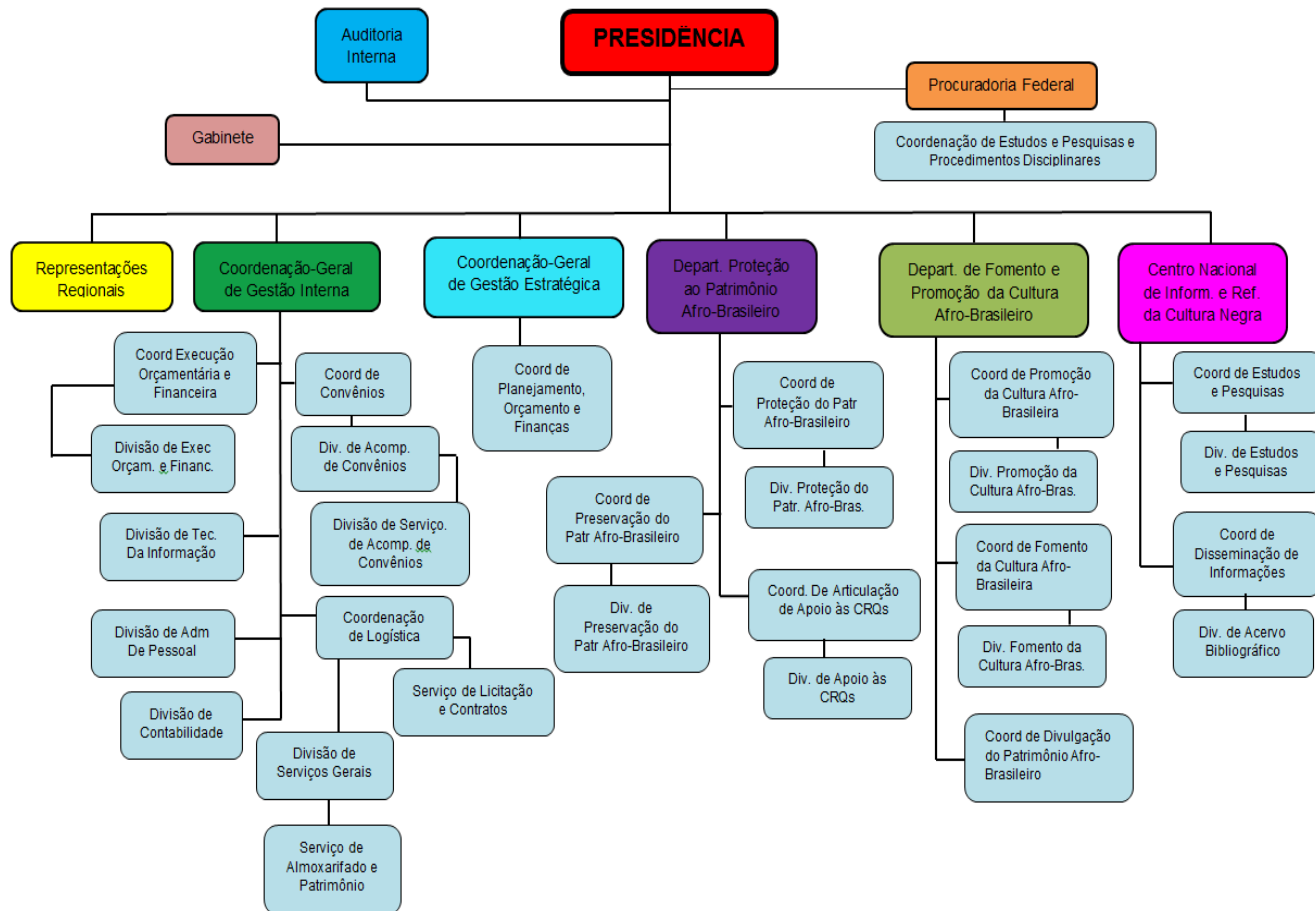 Auditoria
Interna
PRESIDÊNCIA
Procuradoria Federal
Gabinete
Coordenação de Estudos e Pesquisas e
Procedimentos Disciplinares
Representações
Regionais
Coordenação-Geral
de Gestão Interna
Coordenação-Geral
de Gestão Estratégica
Depart. Proteção
ao Patrimônio
Afro-Brasileiro
Depart. de Fomento e
Promoção da Cultura
Afro-Brasileiro
Centro Nacional
de Inform. e Ref.
da Cultura Negra
Coord Execução
Orçamentária e
Financeira
Divisão de Exec
Orçam. e Financ.
Divisão de Tec.
Da Informação
Divisão de Adm
De Pessoal
Divisão de
Contabilidade
Coord de
Convênios
Div. de Acomp.
de Convênios
Divisão de Serviço.
de Acomp. de
Convênios
Coordenação
de Logística
Serviço de Licitação
e Contratos
Divisão de
Serviços Gerais
Serviço de
Almoxarifado e
Patrimônio
Coord de
Planejamento,
Orçamento e
Finanças
Coord de
Proteção do Patr
Afro-Brasileiro
Div. Proteção do
Patr. Afro-Bras.
Coord de
Preservação do
Patr Afro-Brasileiro
Div. de
Preservação do
Patr Afro-Brasileiro
Coord. De Articulação
de Apoio às CRQs
Div. de Apoio às
CRQs
Coord de Promoção
da Cultura Afro-
Brasileira
Div. Promoção da
Cultura Afro-Bras.
Coord de Fomento
da Cultura Afro-
Brasileira
Div. Fomento da
Cultura Afro-Bras.
Coord de Divulgação
do Patrimônio Afro-
Brasileiro
Coord de Estudos
e Pesquisas
Div. de Estudos
e Pesquisas
Coord de
Disseminação de
Informações
Div. de Acervo
Bibliográfico